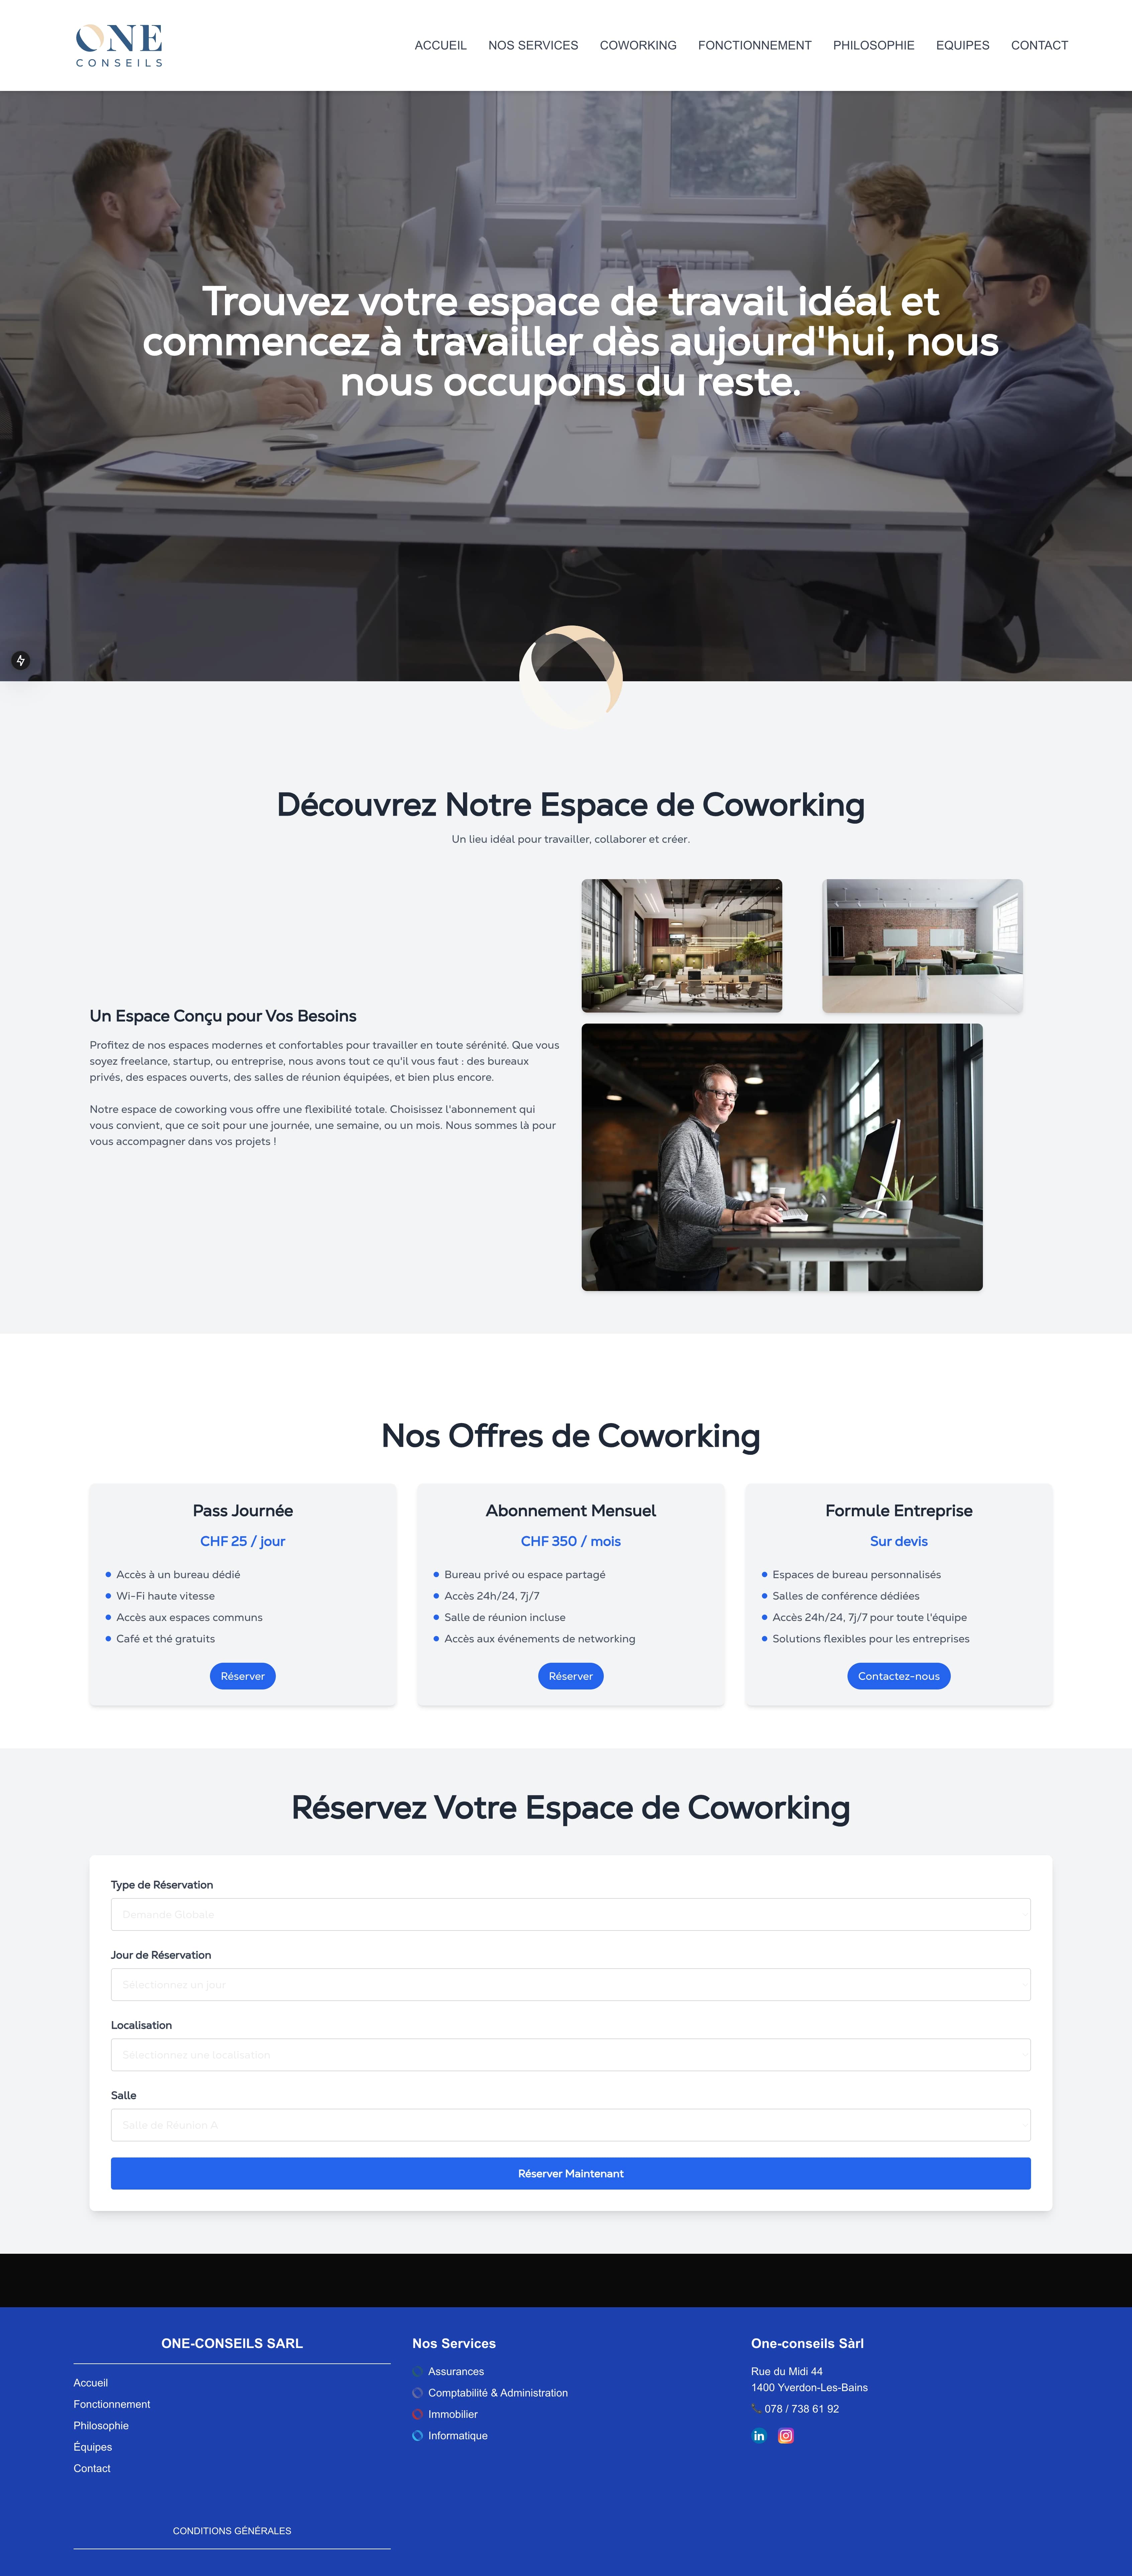 ONE
CONSEILS
ACCUEIL NOS SERVICES COWORKING FONCTIONNEMENT PHILOSOPHIE EQUIPES CONTACT
Trouvez votre espace de travail idéal et
commencez à travailler dès aujourd'hui, nous
nous occupons du reste.
Découvrez Notre Espace de Coworking
Un lieu idéal pour travailler, collaborer et créer.
Un Espace Conçu pour Vos Besoins
Profitez de nos espaces modernes et confortables pour travailler en toute sérénité. Que vous
soyez freelance, startup, ou entreprise, nous avons tout ce qu'il vous faut : des bureaux
privés, des espaces ouverts, des salles de réunion équipées, et bien plus encore.
Notre espace de coworking vous offre une flexibilité totale. Choisissez l'abonnement qui
vous convient, que ce soit pour une journée, une semaine, ou un mois. Nous sommes là pour
vous accompagner dans vos projets !
Nos Offres de Coworking
Pass Journée
CHF 25 / jour
Accès à un bureau dédié
Wi-Fi haute vitesse
Accès aux espaces communs
Café et thé gratuits
Réserver
Abonnement Mensuel
CHF 350 / mois
Bureau privé ou espace partagé
Accès 24h/24, 7j/7
Salle de réunion incluse
Accès aux événements de networking
Réserver
Formule Entreprise
Sur devis
Espaces de bureau personnalisés
Salles de conférence dédiées
Accès 24h/24, 7j/7 pour toute l'équipe
Solutions flexibles pour les entreprises
Contactez-nous
Réservez Votre Espace de Coworking
Type de Réservation
Demande Globale
Jour de Réservation
Sélectionnez un jour
Localisation
Sélectionnez une localisation
Salle
Salle de Réunion A
Réserver Maintenant
ONE-CONSEILS SARL
Accueil
Fonctionnement
Philosophie
Équipes
Contact
CONDITIONS GÉNÉRALES
Nos Services
Assurances
Comptabilité & Administration
Immobilier
Informatique
One-conseils Sàrl
Rue du Midi 44
1400 Yverdon-Les-Bains
078 / 738 61 92